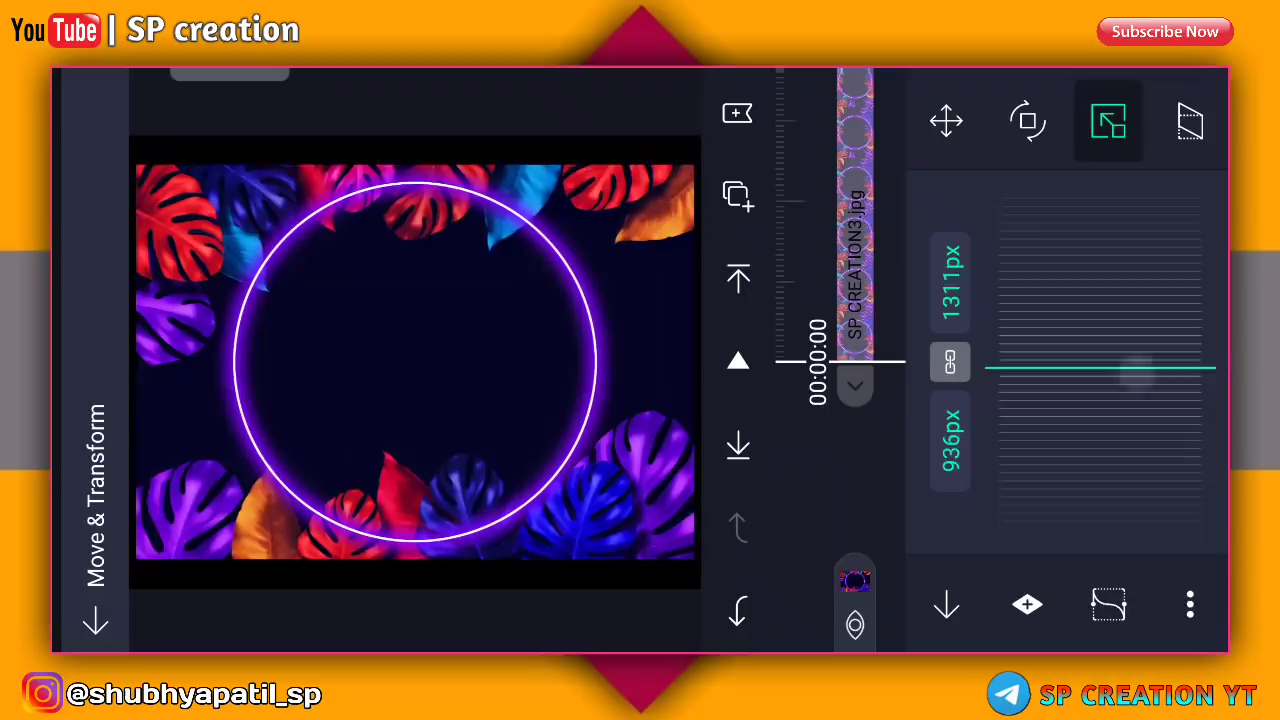 YouTube | SP creation
Subscribe Now
Move & Transform
00:00:00
SP CREATION3.jpg
1311px
936px
@shubhyapatil_sp
SP CREATION YT